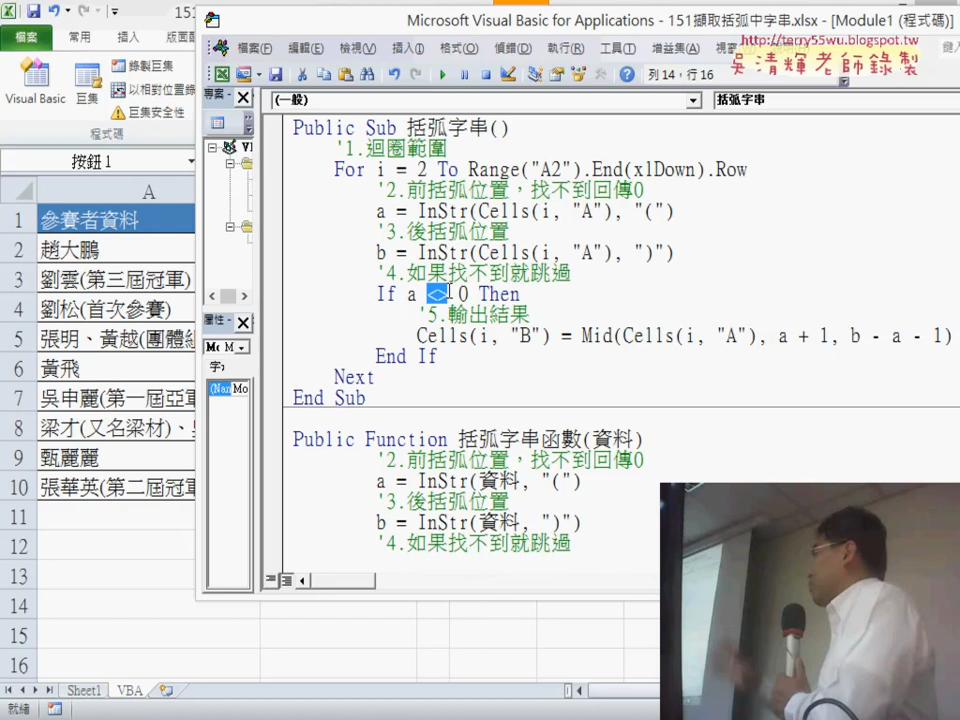 151
Microsoft Visual Basic for Applications - 151擷取括弧中字串.xlsx - [Module1 (程式碼)]
http://terry55wu.blogspot.tw
吳清輝老師錄製
檔案 常用 插入 版面配
檔案(F) 編輯(E) 檢視(V) 插入(I) 格式(O) 偵錯(D) 執行(R) 工具(T) 增益集(A) 視窗
鍵入
列 14, 行 16
Visual Basic
巨集
錄製巨集
以相對位置錄
巨集安全性
程式碼
按鈕 1
專案 -
(一般)
括弧字串
A
1 參賽者資料
2 趙大鵬
3 劉雲(第三屆冠軍)
4 劉松(首次參賽)
5 張明、黃越(團體組
6 黃飛
7 吳申麗(第一屆亞軍
8 梁才(又名梁材)、
9 甄麗麗
10 張華英(第二屆冠軍
11
12
13
14
15
16
屬性 -
Mo M
字
(Nan Mo
Public Sub 括弧字串()
'1.迴圈範圍
For i = 2 To Range("A2").End(xlDown).Row
'2.前括弧位置，找不到回傳0
a = InStr(Cells(i, "A"), "(")
'3.後括弧位置
b = InStr(Cells(i, "A"), ")")
'4.如果找不到就跳過
If a <> 0 Then
'5.輸出結果
Cells(i, "B") = Mid(Cells(i, "A"), a + 1, b - a - 1)
End If
Next
End Sub
Public Function 括弧字串函數(資料)
'2.前括弧位置，找不到回傳0
a = InStr(資料, "(")
'3.後括弧位置
b = InStr(資料, ")")
'4.如果找不到就跳過
Sheet1 VBA
就緒